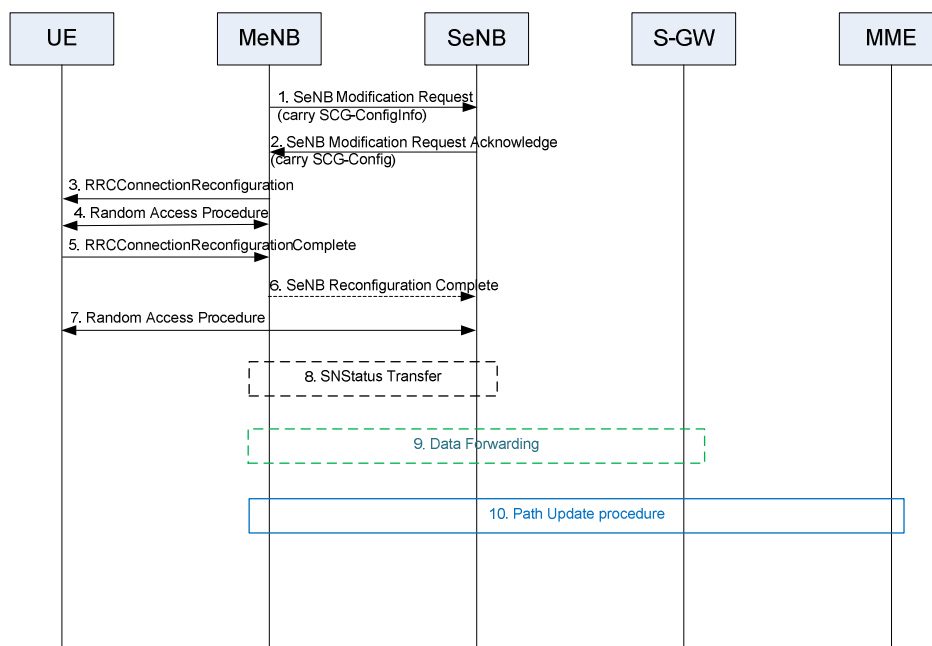 UE
MeNB
SeNB
S-GW
MME
1. SeNB Modification Request
(carry SCG-ConfigInfo)
2. SeNB Modification Request Acknowledge
(carry SCG-Config)
3. RRCConnectionReconfiguration
4. Random Access Procedure
5. RRCConnectionReconfigurationComplete
6. SeNB Reconfiguration Complete
7. Random Access Procedure
8. SNStatus Transfer
9. Data Forwarding
10. Path Update procedure